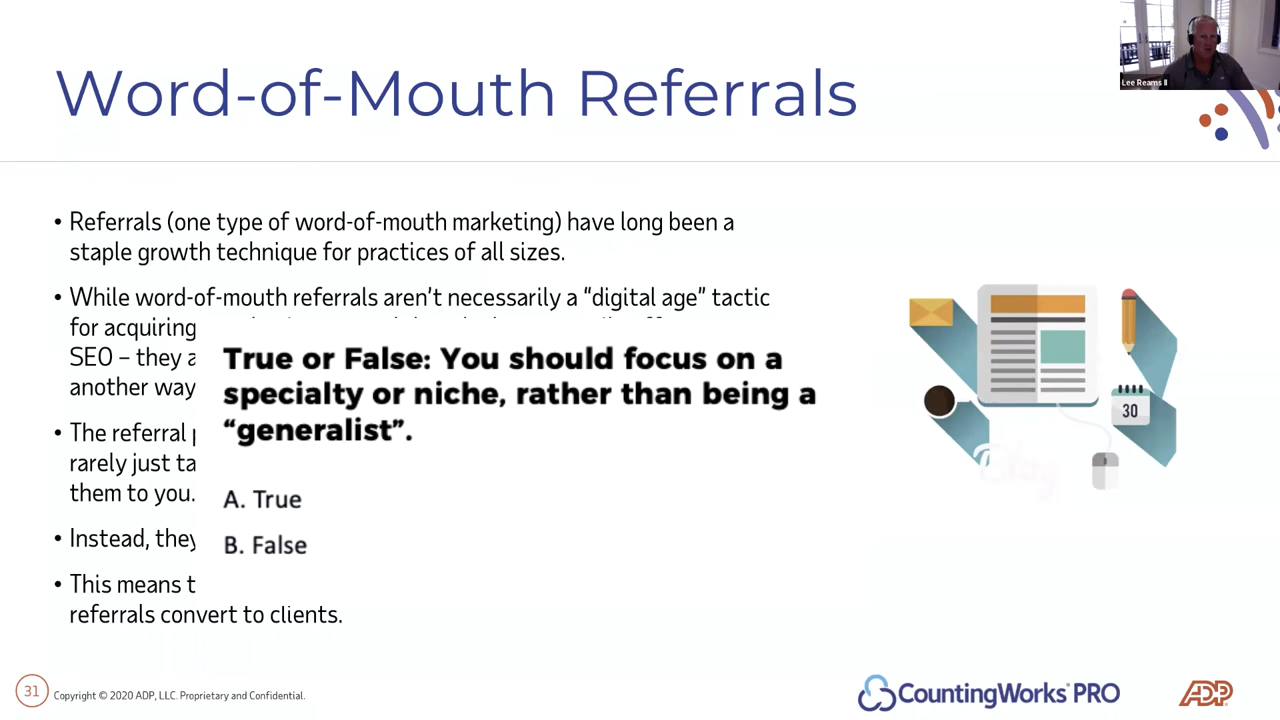 Lee Reams II
Word-of-Mouth Referrals
• Referrals (one type of word-of-mouth marketing) have long been a
staple growth technique for practices of all sizes.
• While word-of-mouth referrals aren't necessarily a “digital age” tactic
for acquiring
SEO – they a
another way
• The referral
rarely just ta
them to you.
• Instead, they
• This means t
referrals convert to clients.
True or False: You should focus on a
specialty or niche, rather than being a
“generalist”.
A. True
B. False
30
Blog
31
Copyright © 2020 ADP, LLC. Proprietary and Confidential.
CountingWorks® PRO
ADP